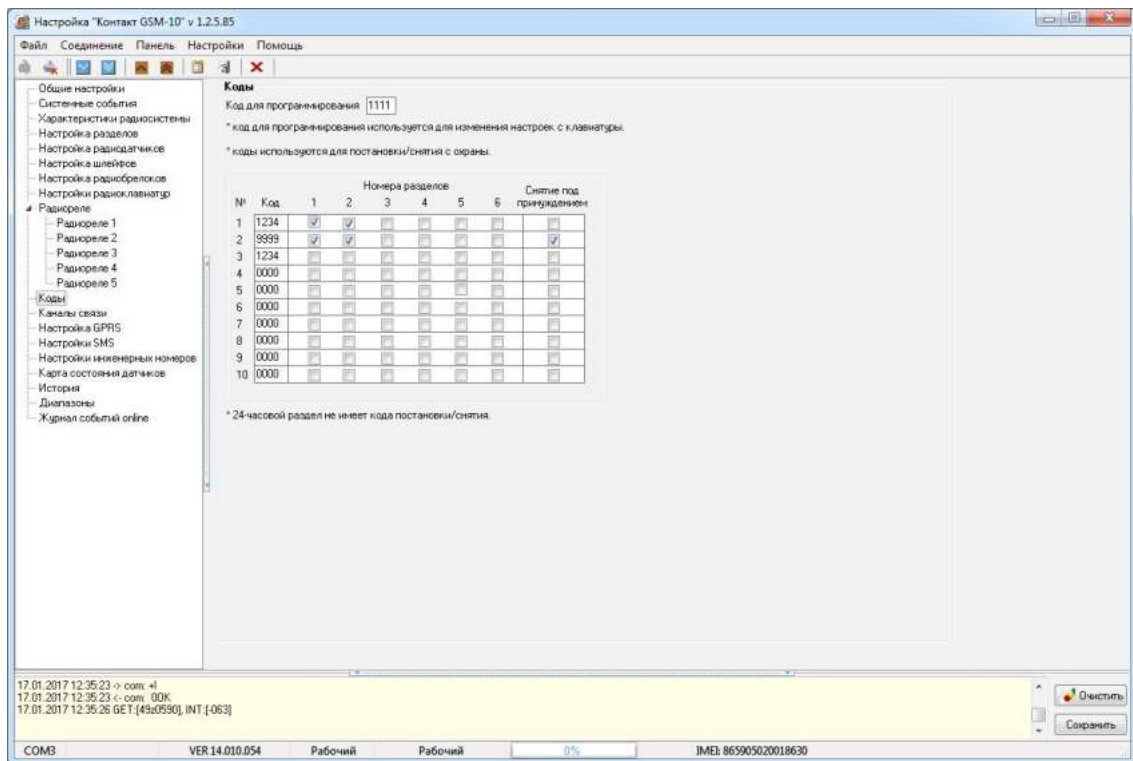 Настройка "Контакт GSM-10" v 1.2.5.85
Файл Соединение Панель Настройки Помощь
Общие настройки
Системные события
Характеристики радиосистемы
Настройка разделов
Настройка радиодатчиков
Настройка шлейфов
Настройка радиобрелоков
Настройки радиоклавиатур
Радиореле
Радиореле 1
Радиореле 2
Радиореле 3
Радиореле 4
Радиореле 5
Коды
Каналы связи
Настройка GPRS
Настройки SMS
Настройки инженерных номеров
Карта состояния датчиков
История
Диапазоны
Журнал событий online
Коды
Код для программирования 1111
* код для программирования используется для изменения настроек с клавиатуры.
* коды используются для постановки/снятия с охраны.
Номера разделов
Снятие под принуждением
№ Код 1 2 3 4 5 6
1 1234
2 9999
3 1234
4 0000
5 0000
6 0000
7 0000
8 0000
9 0000
10 0000
* 24-часовой раздел не имеет кода постановки/снятия.
17.01.2017 12:35:23 -> com: +I
17.01.2017 12:35:23 <- com: 0OK
17.01.2017 12:35:26 GET:[49z0590], INT:[-063]
Очистить
Сохранить
COM3 VER 14.010.054 Рабочий Рабочий 0% IMEI: 865905020018630